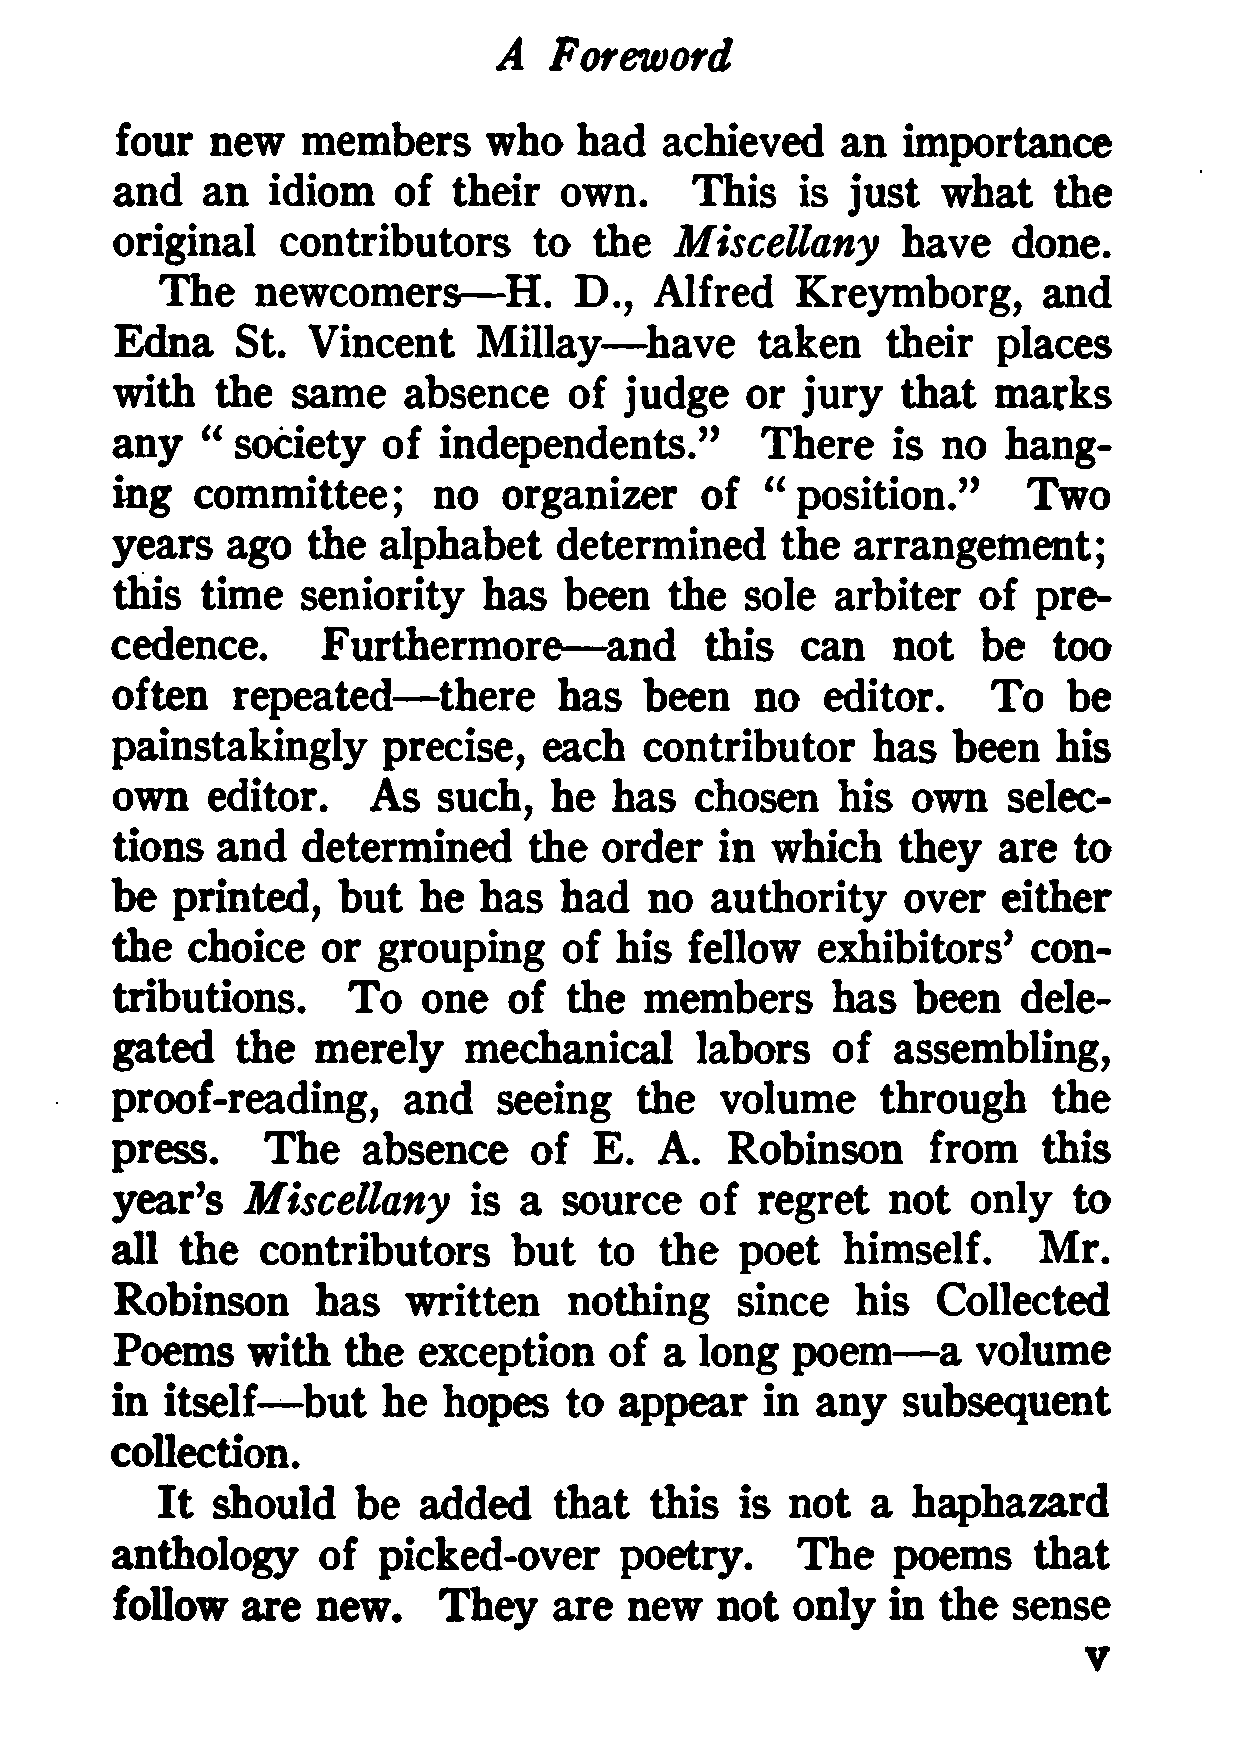 A Foreword
four new members who had achieved an importance
and an idiom of their own. This is just what the
original contributors to the Miscellany have done.
The newcomers—H. D., Alfred Kreymborg, and
Edna St. Vincent Millay—have taken their places
with the same absence of judge or jury that marks
any “ society of independents.” There is no hang-
ing committee; no organizer of “ position.” Two
years ago the alphabet determined the arrangement;
this time seniority has been the sole arbiter of pre-
cedence. Furthermore—and this can not be too
often repeated—there has been no editor. To be
painstakingly precise, each contributor has been his
own editor. As such, he has chosen his own selec-
tions and determined the order in which they are to
be printed, but he has had no authority over either
the choice or grouping of his fellow exhibitors’ con-
tributions. To one of the members has been dele-
gated the merely mechanical labors of assembling,
proof-reading, and seeing the volume through the
press. The absence of E. A. Robinson from this
year’s Miscellany is a source of regret not only to
all the contributors but to the poet himself. Mr.
Robinson has written nothing since his Collected
Poems with the exception of a long poem—a volume
in itself—but he hopes to appear in any subsequent
collection.
It should be added that this is not a haphazard
anthology of picked-over poetry. The poems that
follow are new. They are new not only in the sense
v